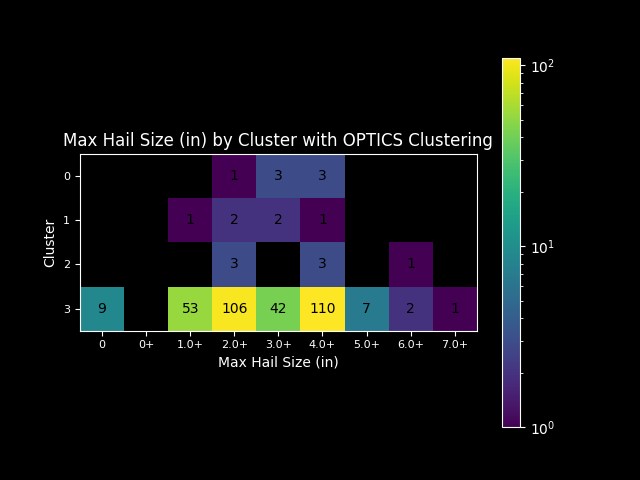 Max Hail Size (in) by Cluster with OPTICS Clustering
10²
10¹
10⁰
Cluster
0 1 3 3
1 1 2 2 1
2 3 3 1
3 9 53 106 42 110 7 2 1
0 0+ 1.0+ 2.0+ 3.0+ 4.0+ 5.0+ 6.0+ 7.0+
Max Hail Size (in)